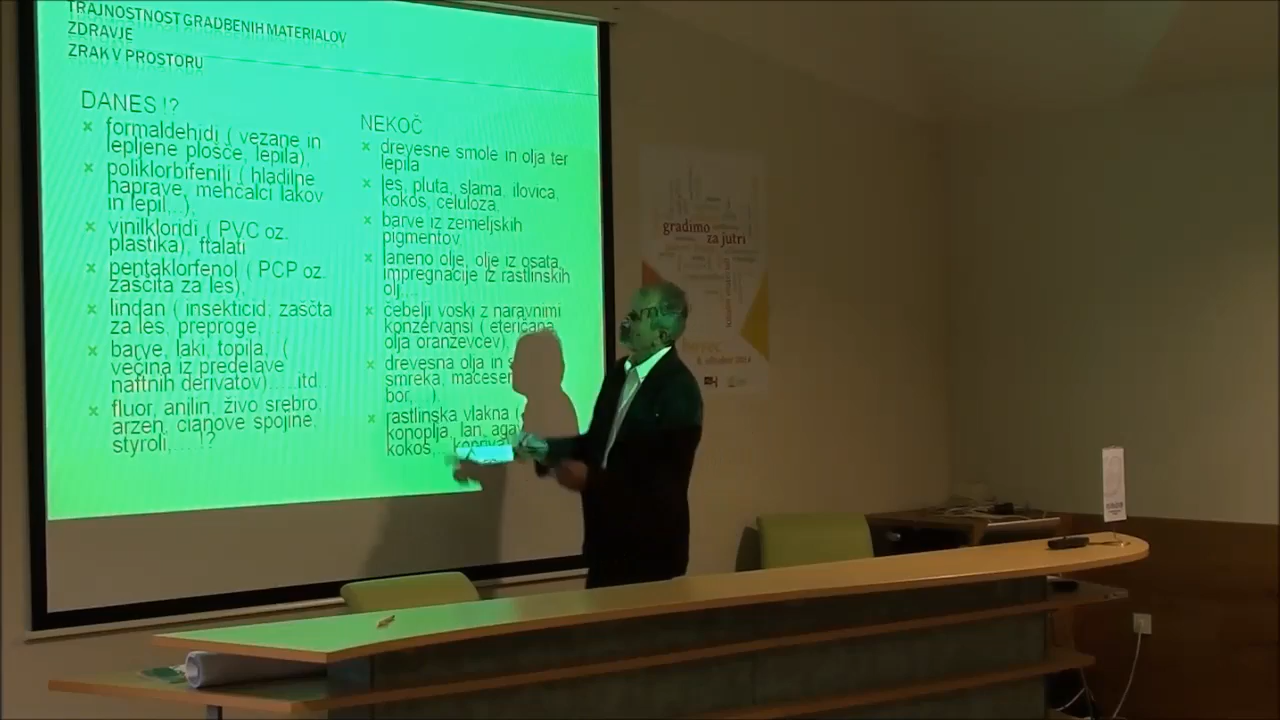 TRAJNOSTNOST GRADBENIH MATERIALOV
ZDRAVJE
ZRAK V PROSTORU
DANES !?
formaldehidi ( vezane in
lepljene plošče, lepila),
poliklorbifenili ( hladilne
naprave, mehčalci lakov
in lepil...),
vinilkloridi ( PVC oz.
plastika), ftalati
pentaklorfenol ( PCP oz.
zaščita za les),
lindan ( insekticid, zaščta
za les, preproge,
barve, laki, topila, (
večina iz predelave
naftnih derivatov).....itd
fluor, anilin, živo srebro,
arzen, cianove spojine,
styroli,.... !?
NEKOČ
drevesne smole in olja ter
lepila
les, pluta, slama, ilovica,
kokos, celuloza,
barve iz zemeljskih
pigmentov
laneno olje, olje iz osata,
impregnacije iz rastlinskih
olj,...
čebelji voski z naravnimi
konzervansi ( eterična
olja oranževcev),
drevesna olja in
smreka, macesen
bor, ..),
rastlinska vlakna (
konoplja, lan,
kokos,.. kopriva
gradimo
za jutri